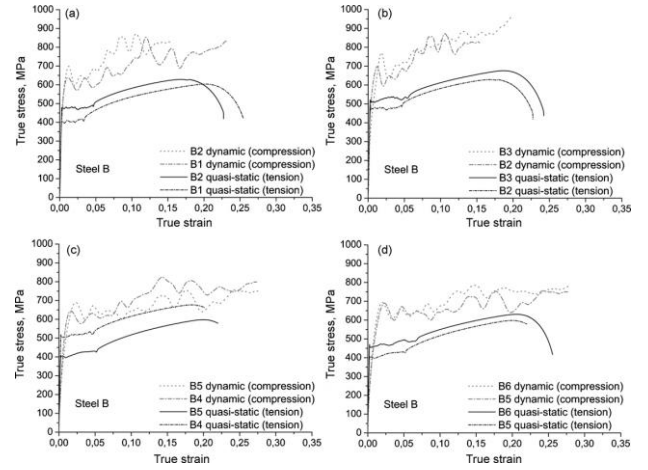 (a)
True stress, MPa
1000
900
800
700
600
500
400
300
200
100
0
B2 dynamic (compression)
B1 dynamic (compression)
B2 quasi-static (tension)
B1 quasi-static (tension)
Steel B
0,00 0,05 0,10 0,15 0,20 0,25 0,30 0,35
True strain
(b)
True stress, MPa
1000
900
800
700
600
500
400
300
200
100
0
B3 dynamic (compression)
B2 dynamic (compression)
B3 quasi-static (tension)
B2 quasi-static (tension)
Steel B
0,00 0,05 0,10 0,15 0,20 0,25 0,30 0,35
True strain
(c)
True stress, MPa
1000
900
800
700
600
500
400
300
200
100
0
B5 dynamic (compression)
B4 dynamic (compression)
B5 quasi-static (tension)
B4 quasi-static (tension)
Steel B
0,00 0,05 0,10 0,15 0,20 0,25 0,30 0,35
True strain
(d)
True stress, MPa
1000
900
800
700
600
500
400
300
200
100
0
B6 dynamic (compression)
B5 dynamic (compression)
B6 quasi-static (tension)
B5 quasi-static (tension)
Steel B
0,00 0,05 0,10 0,15 0,20 0,25 0,30 0,35
True strain